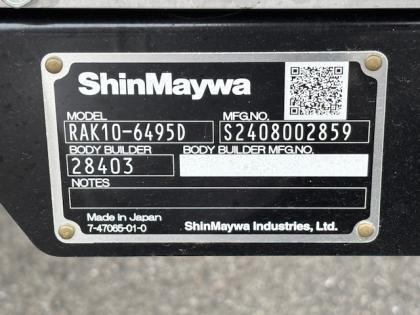 ShinMaywa
MODEL MFG.NO.
RAK10-6495D S2408002859
BODY BUILDER BODY BUILDER MFG.NO.
28403
NOTES
Made in Japan
7-47065-01-0 ShinMaywa Industries, Ltd.